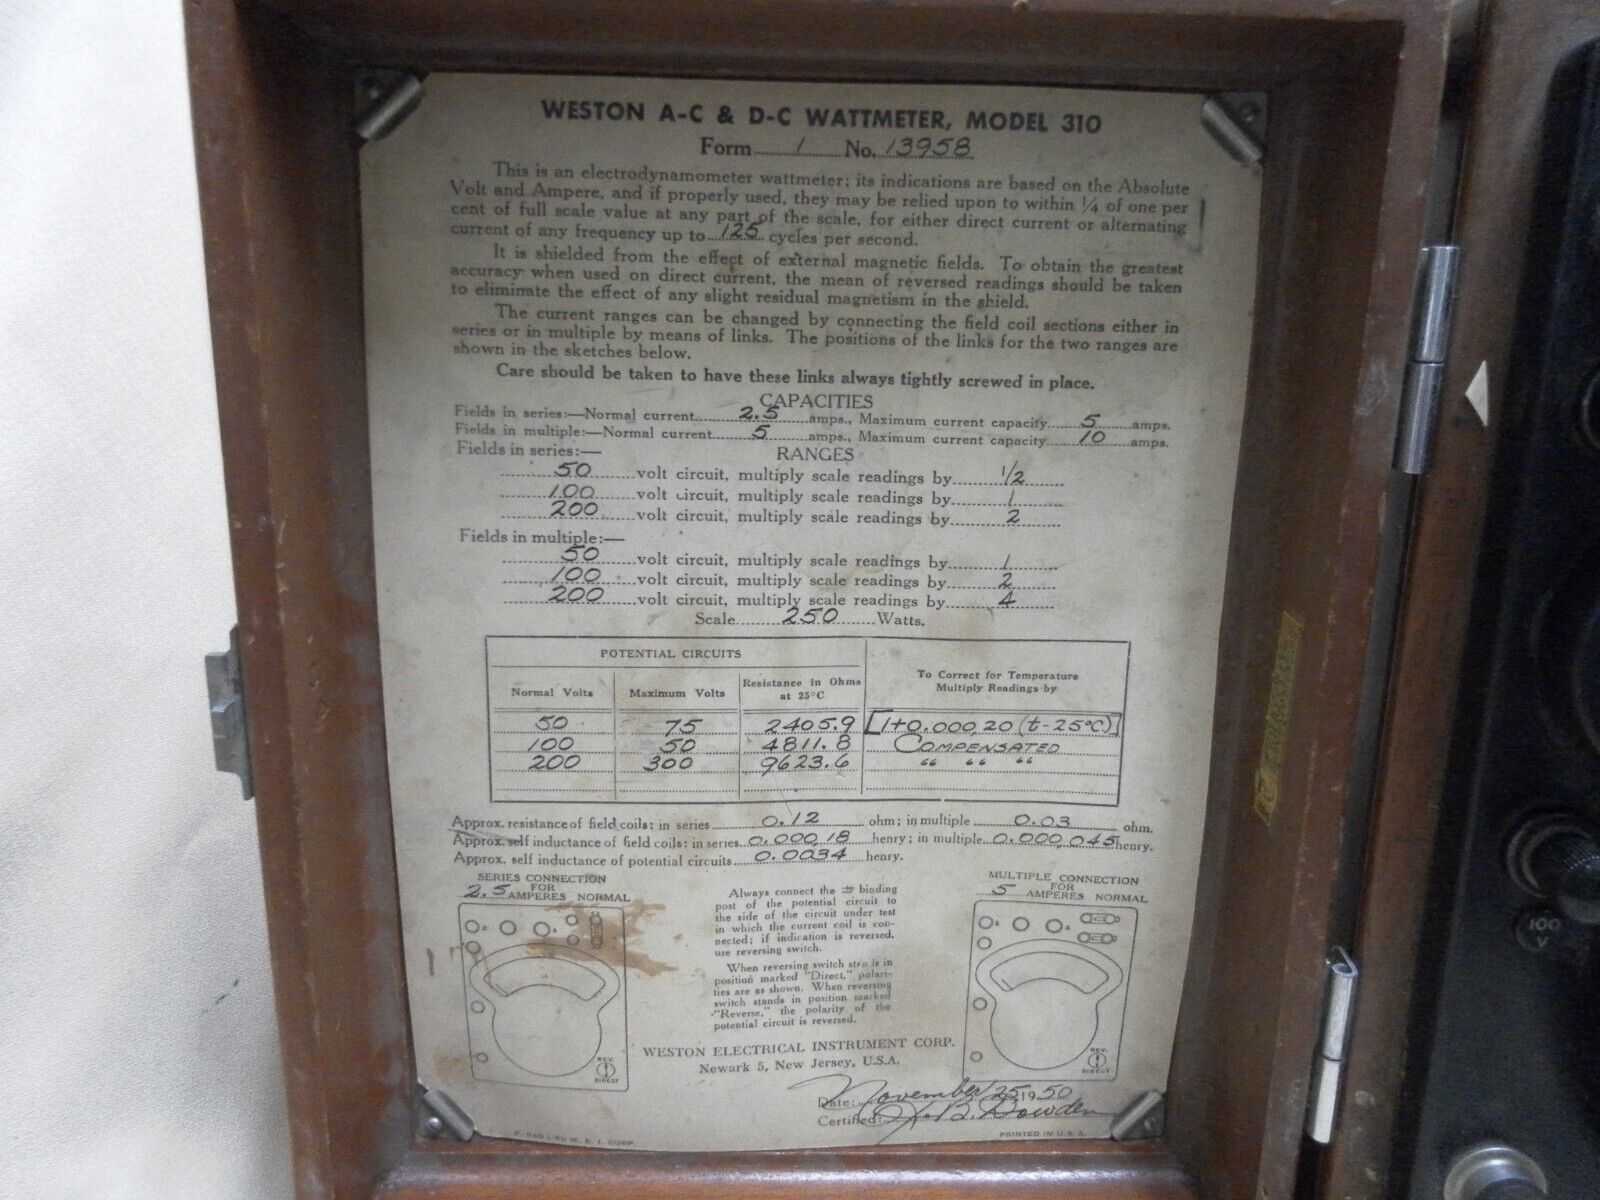 WESTON A-C & D-C WATTMETER, MODEL 310
Form 1 No. 13958
This is an electrodynamometer wattmeter; its indications are based on the Absolute
Volt and Ampere, and if properly used, they may be relied upon to within ¼ of one per
cent of full scale value at any part of the scale, for either direct current or alternating
current of any frequency up to 125 cycles per second.
It is shielded from the effect of external magnetic fields. To obtain the greatest
accuracy when used on direct current, the mean of reversed readings should be taken
to eliminate the effect of any slight residual magnetism in the shield.
The current ranges can be changed by connecting the field coil sections either in
series or in multiple by means of links. The positions of the links for the two ranges are
shown in the sketches below.
Care should be taken to have these links always tightly screwed in place.
CAPACITIES
Fields in series:—Normal current 2.5 amps., Maximum current capacity 5 amps.
Fields in multiple:—Normal current 5 amps., Maximum current capacity 10 amps.
Fields in series:— RANGES
50 volt circuit, multiply scale readings by 1/2
100 volt circuit, multiply scale readings by 1
200 volt circuit, multiply scale readings by 2
Fields in multiple:—
50 volt circuit, multiply scale readings by 1
100 volt circuit, multiply scale readings by 2
200 volt circuit, multiply scale readings by 4
Scale 250 Watts.
POTENTIAL CIRCUITS
To Correct for Temperature
Multiply Readings by
Normal Volts Maximum Volts Resistance in Ohms
at 25°C
50 75 2405.9 [1+0.000,20 (t-25°C)]
100 50 4811.8 COMPENSATED
200 300 9623.6 " " "
Approx. resistance of field coils: in series 0.12 ohm; in multiple 0.03 ohm.
Approx. self inductance of field coils: in series 0.000,18 henry; in multiple 0.000,045 henry.
Approx. self inductance of potential circuits 0.0034 henry.
SERIES CONNECTION
FOR
2.5 AMPERES NORMAL
REV.
DIRECT
Always connect the ± binding
post of the potential circuit to
the side of the circuit under test
in which the current coil is con-
nected; if indication is reversed,
use reversing switch.
When reversing switch stands in
position marked "Direct," polari-
ties are as shown. When reversing
switch stands in position marked
"Reverse," the polarity of the
potential circuit is reversed.
MULTIPLE CONNECTION
FOR
5 AMPERES NORMAL
REV.
DIRECT
WESTON ELECTRICAL INSTRUMENT CORP.
Newark 5, New Jersey, U.S.A.
Date: November 25, 1950
Certified: B. Dowden
W. E. I. CORP.
PRINTED IN U.S.A.
100
V